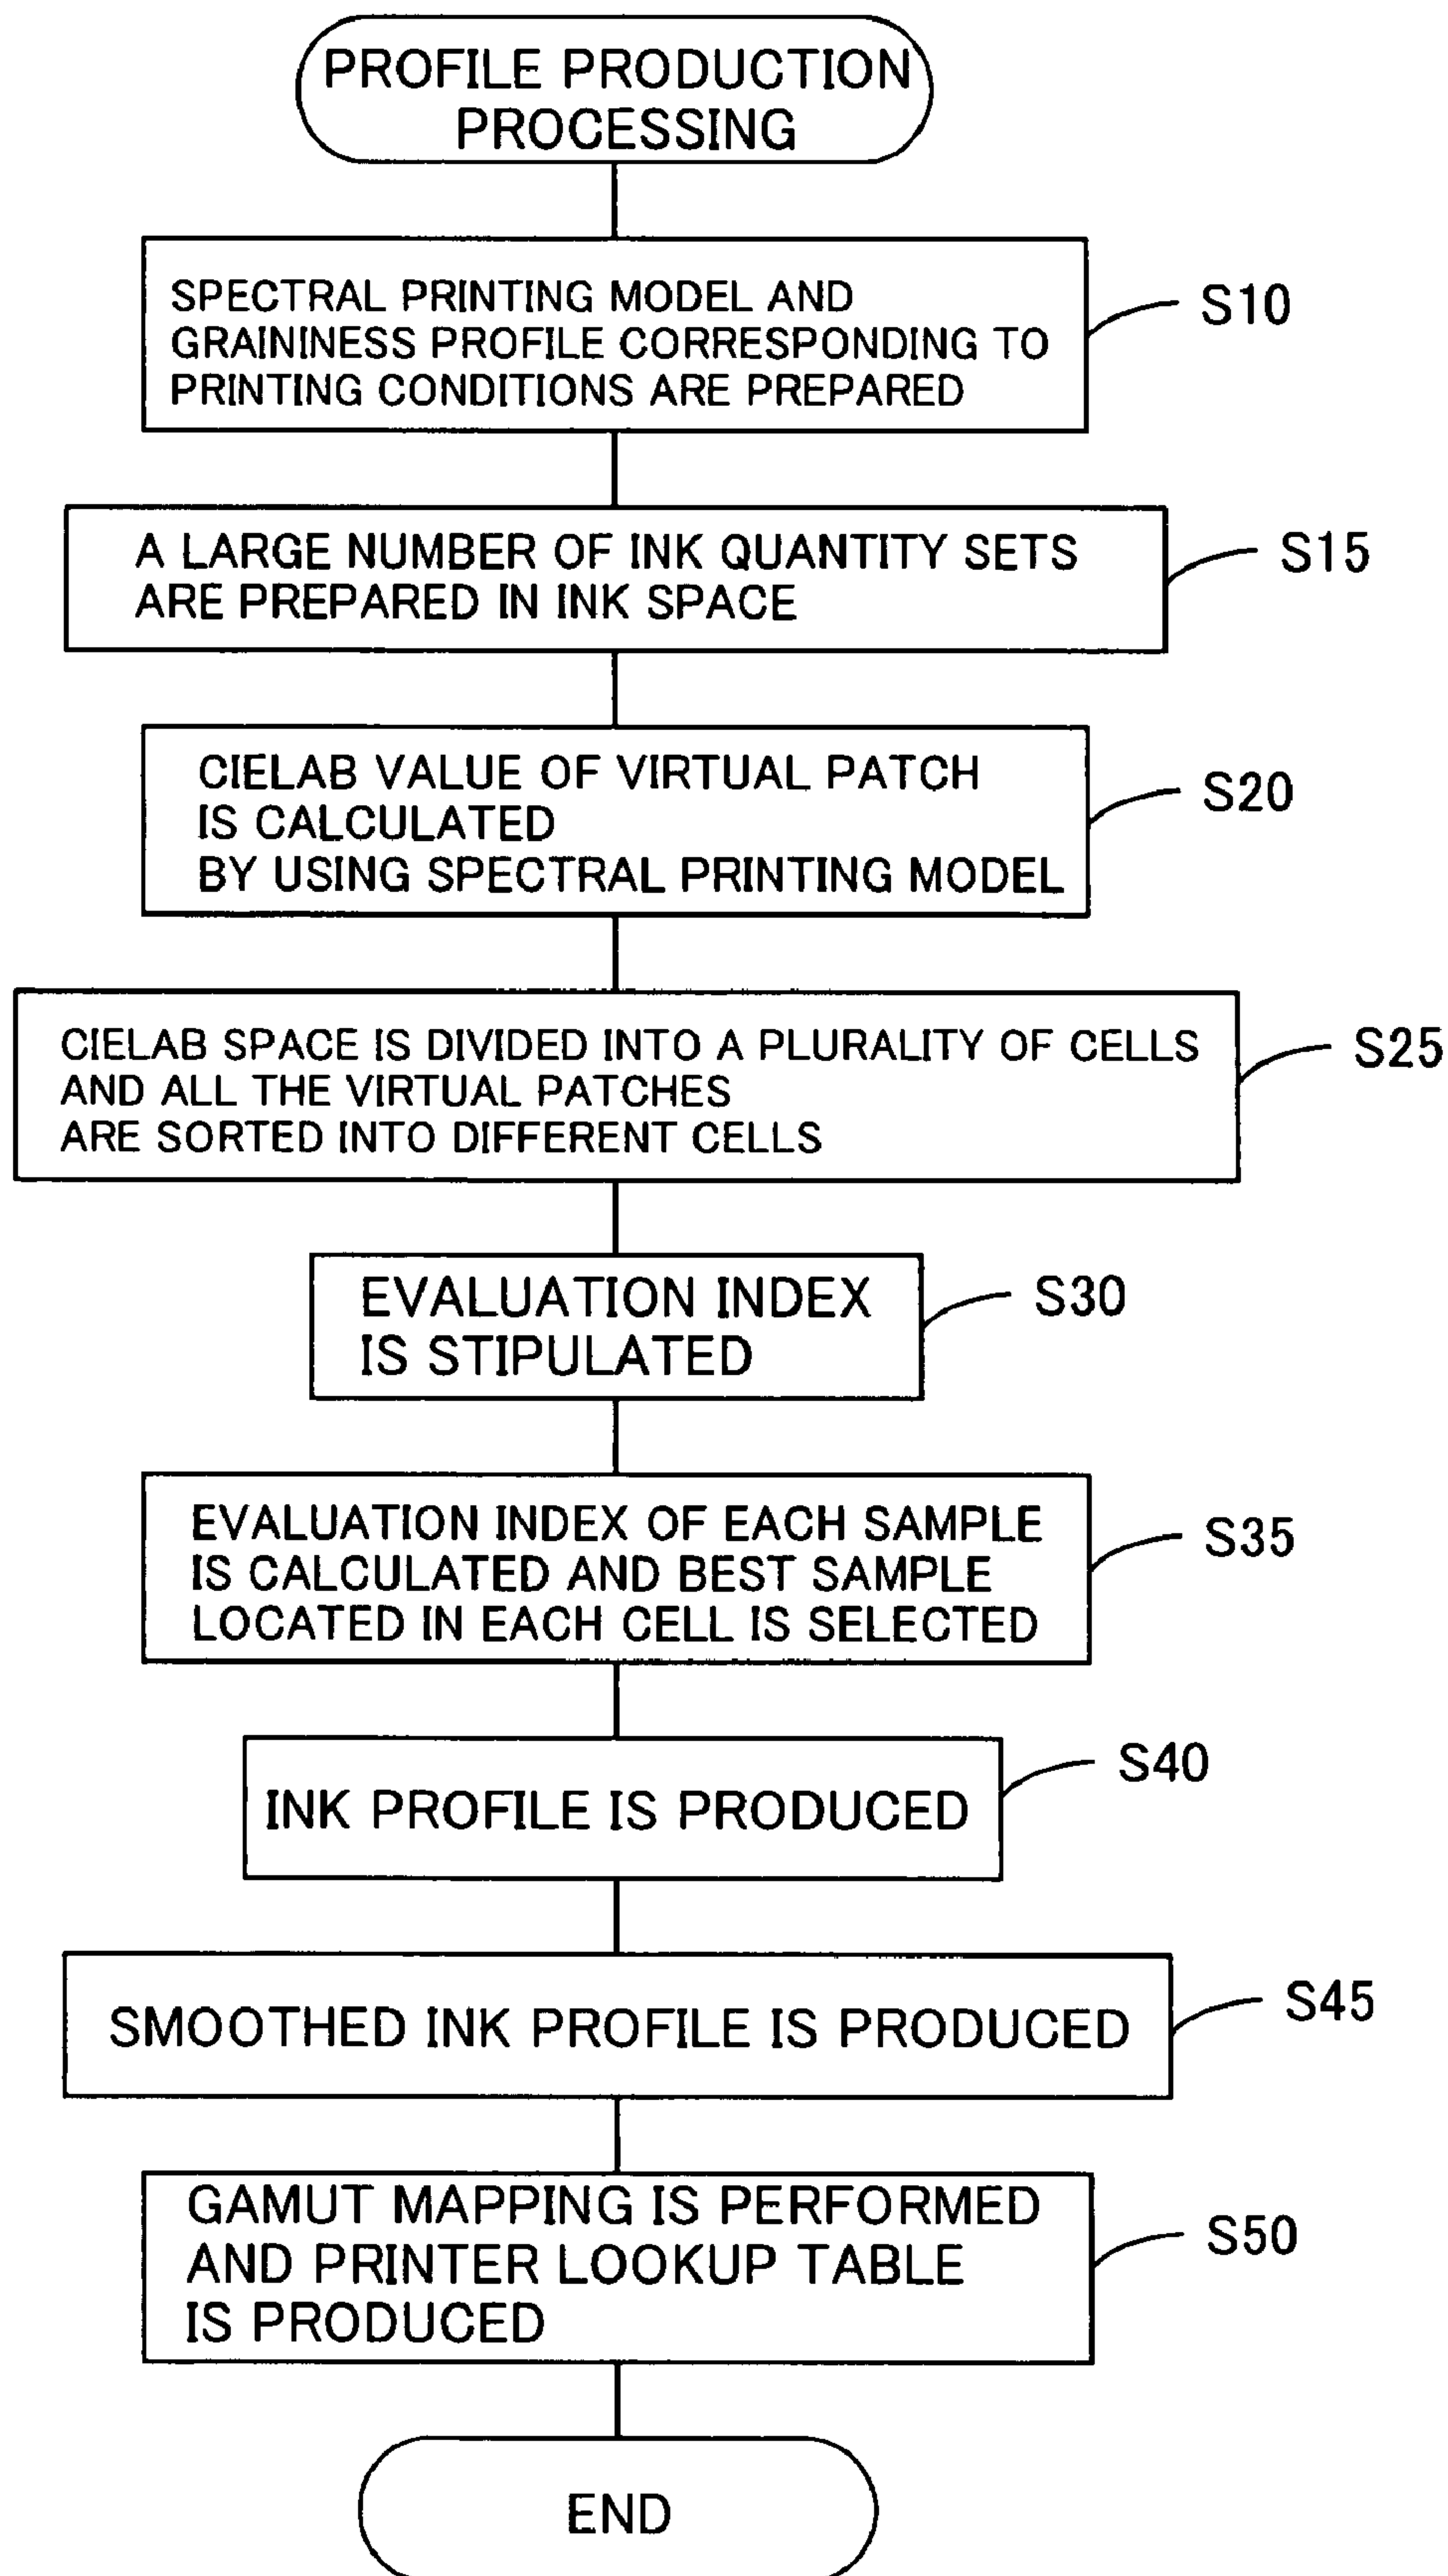 PROFILE PRODUCTION
PROCESSING
SPECTRAL PRINTING MODEL AND
GRAININESS PROFILE CORRESPONDING TO
PRINTING CONDITIONS ARE PREPARED
S10
A LARGE NUMBER OF INK QUANTITY SETS
ARE PREPARED IN INK SPACE
S15
CIELAB VALUE OF VIRTUAL PATCH
IS CALCULATED
BY USING SPECTRAL PRINTING MODEL
S20
CIELAB SPACE IS DIVIDED INTO A PLURALITY OF CELLS
AND ALL THE VIRTUAL PATCHES
ARE SORTED INTO DIFFERENT CELLS
S25
EVALUATION INDEX
IS STIPULATED
S30
EVALUATION INDEX OF EACH SAMPLE
IS CALCULATED AND BEST SAMPLE
LOCATED IN EACH CELL IS SELECTED
S35
INK PROFILE IS PRODUCED
S40
SMOOTHED INK PROFILE IS PRODUCED
S45
GAMUT MAPPING IS PERFORMED
AND PRINTER LOOKUP TABLE
IS PRODUCED
S50
END